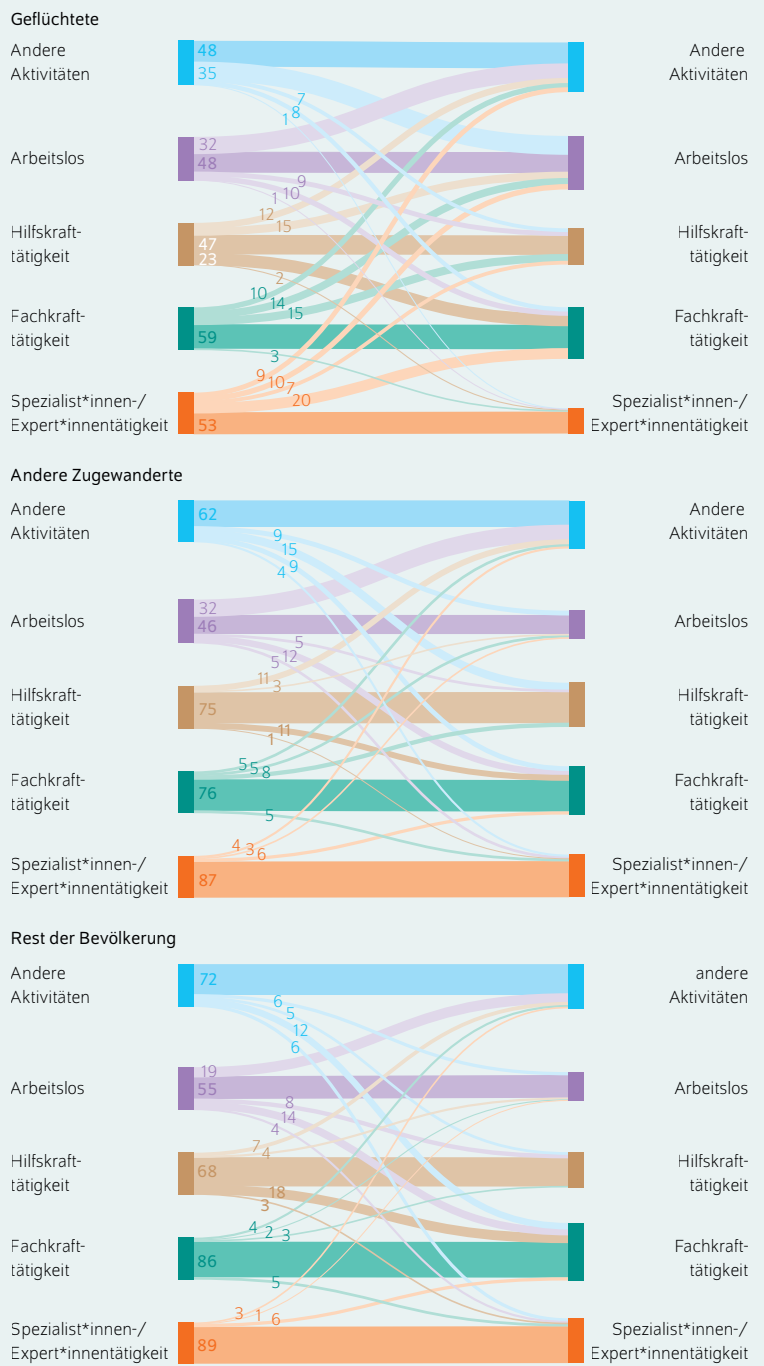 Geflüchtete
Andere
Aktivitäten
48
35
7
8
1
Andere
Aktivitäten
Arbeitslos
32
48
9
10
1
Arbeitslos
Hilfskraft-
tätigkeit
12
15
47
23
2
Hilfskraft-
tätigkeit
Fachkraft-
tätigkeit
10
14
15
59
3
Fachkraft-
tätigkeit
Spezialist*innen-/
Expert*innentätigkeit
9
10
7
20
53
Spezialist*innen-/
Expert*innentätigkeit
Andere Zugewanderte
Andere
Aktivitäten
62
9
15
9
4
Andere
Aktivitäten
Arbeitslos
32
46
5
12
5
Arbeitslos
Hilfskraft-
tätigkeit
11
3
75
11
1
Hilfskraft-
tätigkeit
Fachkraft-
tätigkeit
5
5
8
76
5
Fachkraft-
tätigkeit
Spezialist*innen-/
Expert*innentätigkeit
4
3
6
87
Spezialist*innen-/
Expert*innentätigkeit
Rest der Bevölkerung
Andere
Aktivitäten
72
6
5
12
6
andere
Aktivitäten
Arbeitslos
19
55
8
14
4
Arbeitslos
Hilfskraft-
tätigkeit
7
4
68
18
3
Hilfskraft-
tätigkeit
Fachkraft-
tätigkeit
4
2
3
86
5
Fachkraft-
tätigkeit
Spezialist*innen-/
Expert*innentätigkeit
3
1
6
89
Spezialist*innen-/
Expert*innentätigkeit